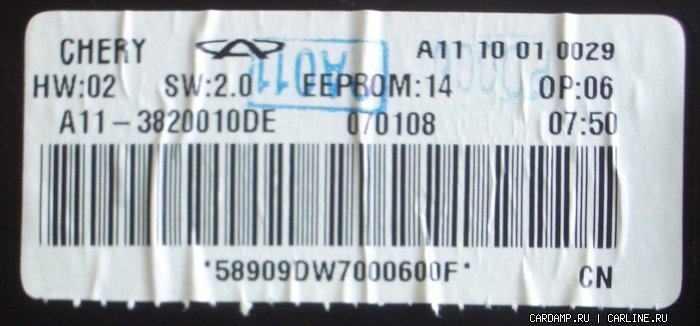 CHERY A11 10 01 0029
HW:02 SW:2.0 EEPROM:14 OP:06
A011
A11-3820010DE 070108 07:50
*58909DW7000600F* CN
CARDAMP.RU | CARLINE.RU